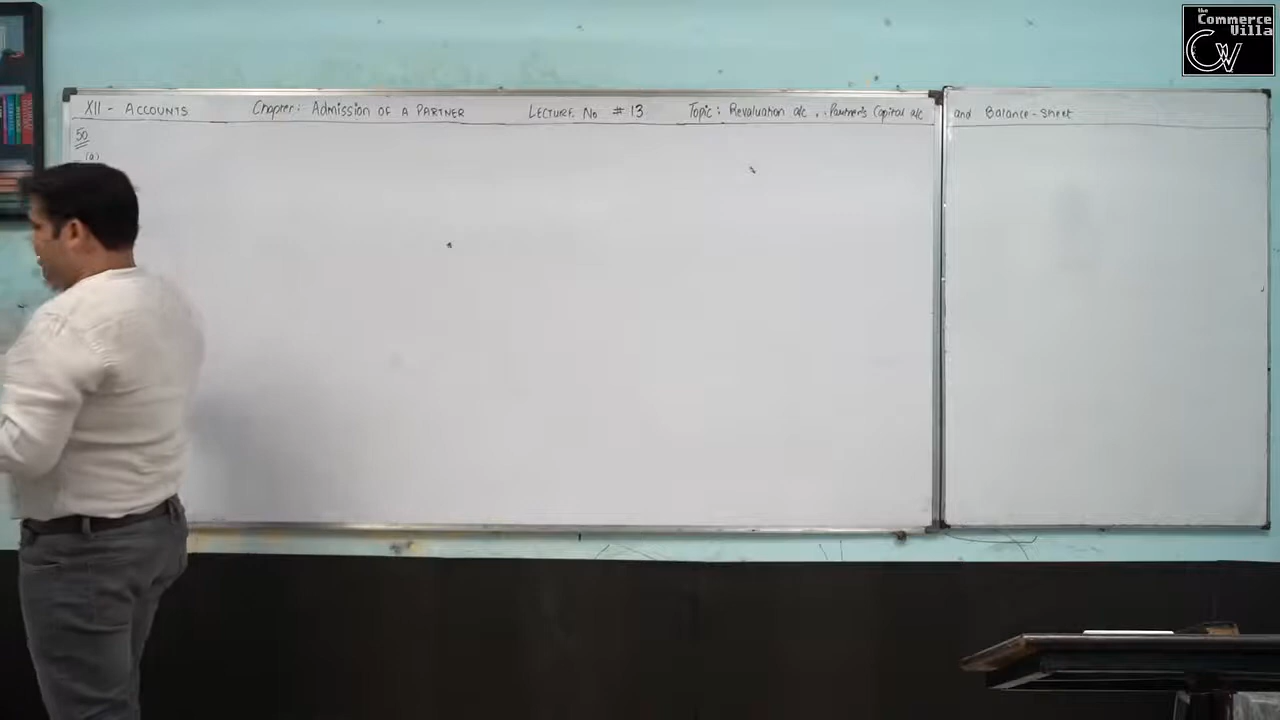 the
Commerce
Villa
CV
XII - ACCOUNTS Chapter: ADMISSION OF A PARTNER LECTURE NO #13 Topic: Revaluation a/c, Partner's Capital a/c and Balance-Sheet
50
(a)